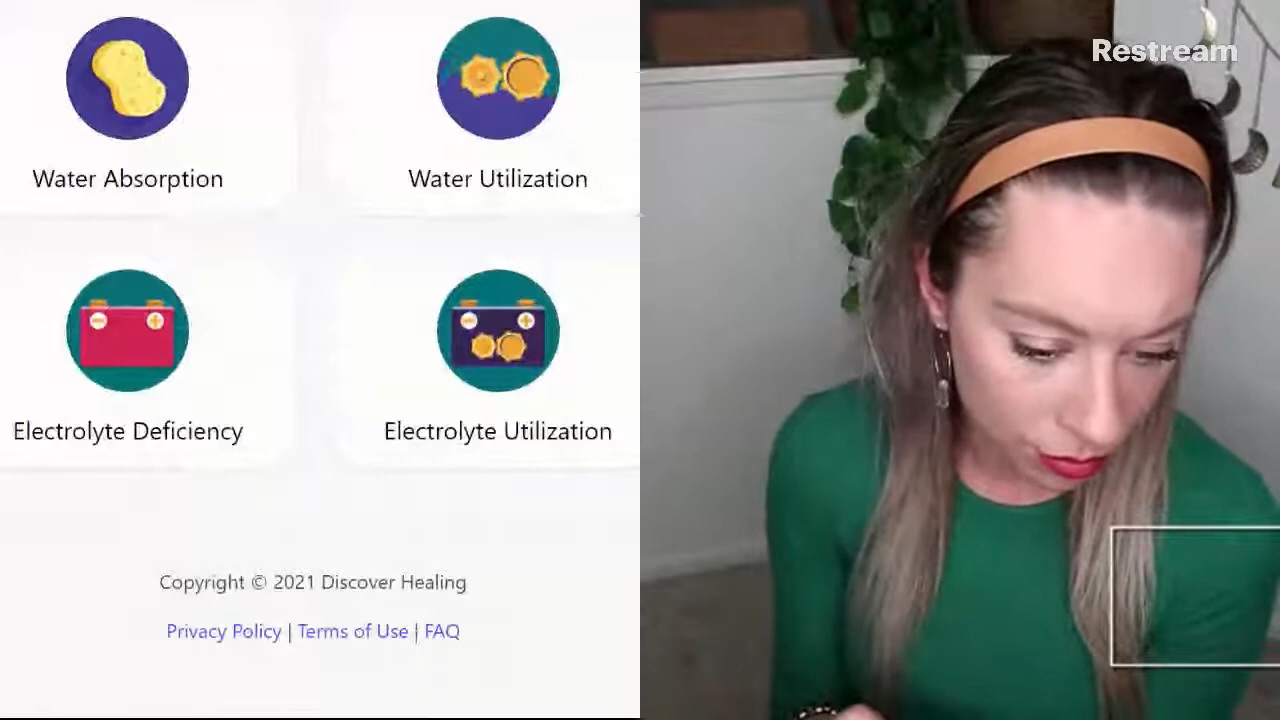 Restream
Water Absorption
Water Utilization
Electrolyte Deficiency
Electrolyte Utilization
Copyright © 2021 Discover Healing
Privacy Policy | Terms of Use | FAQ